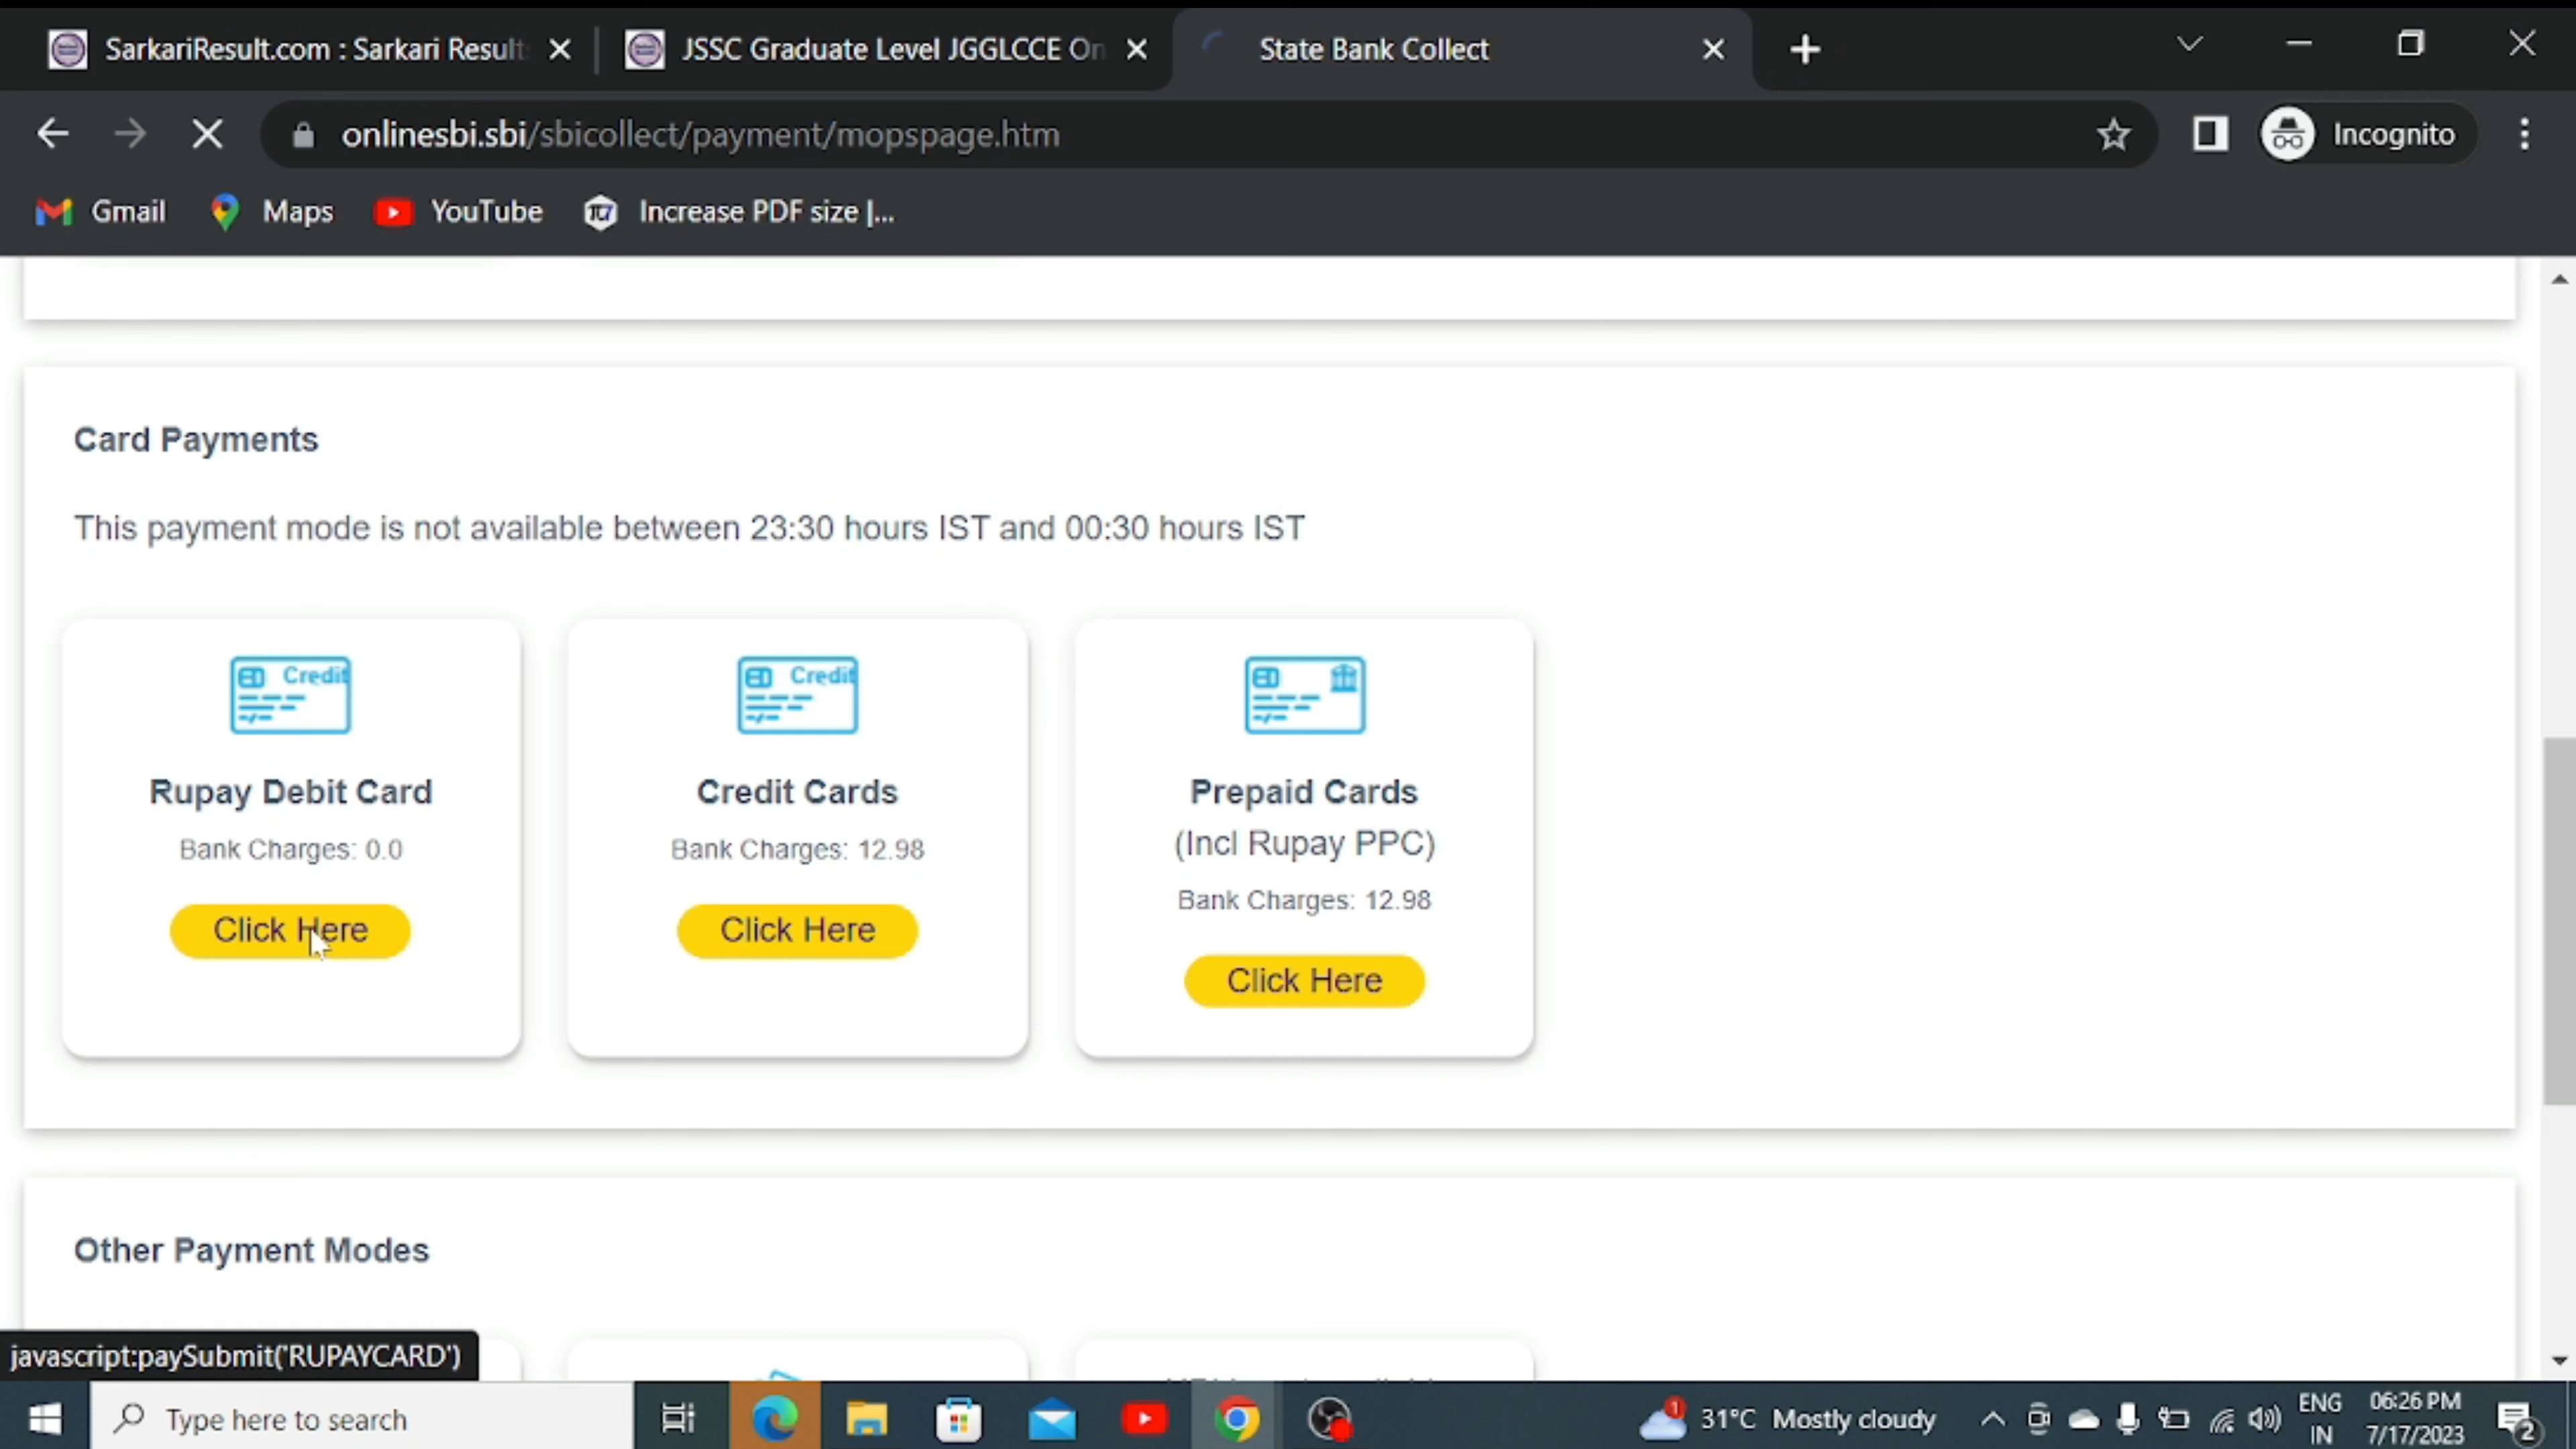 SarkariResult.com : Sarkari Result
JSSC Graduate Level JGGLCCE On
State Bank Collect
onlinesbi.sbi/sbicollect/payment/mopspage.htm
Incognito
Gmail
Maps
YouTube
Increase PDF size |...
Card Payments
This payment mode is not available between 23:30 hours IST and 00:30 hours IST
Credit
Credit
Rupay Debit Card
Bank Charges: 0.0
Click Here
Credit Cards
Bank Charges: 12.98
Click Here
Prepaid Cards
(Incl Rupay PPC)
Bank Charges: 12.98
Click Here
Other Payment Modes
javascript:paySubmit('RUPAYCARD')
Type here to search
1
31°C Mostly cloudy
ENG
IN
06:26 PM
7/17/2023
2